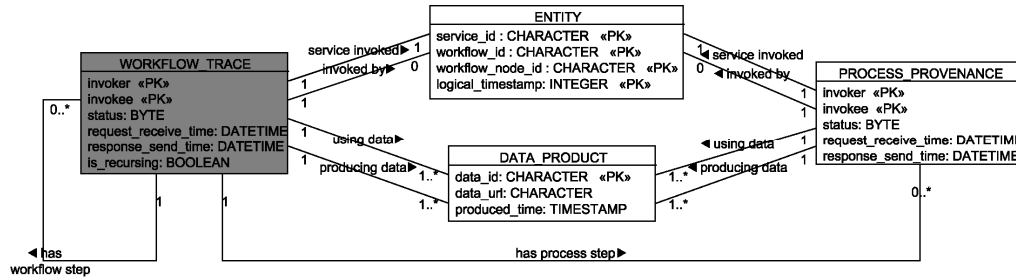 ENTITY
service_id : CHARACTER «PK»
workflow_id : CHARACTER «PK»
workflow_node_id : CHARACTER «PK»
logical_timestamp: INTEGER «PK»
service invoked▶ 1
invoked by▶ 0
1 ◀ service invoked
0 ◀ invoked by
WORKFLOW_TRACE
invoker «PK»
invokee «PK»
status: BYTE
request_receive_time: DATETIME
response_send_time: DATETIME
is_recursing: BOOLEAN
0..*
1
1
1
1
PROCESS_PROVENANCE
invoker «PK»
invokee «PK»
status: BYTE
request_receive_time: DATETIME
response_send_time: DATETIME
1
1
1
1
using data▶
producing data▶
1..*
1..*
DATA_PRODUCT
data_id: CHARACTER «PK»
data_url: CHARACTER
produced_time: TIMESTAMP
◀ using data
◀ producing data
1..*
1..*
1
1
0..*
◀ has
workflow step
has process step ▶